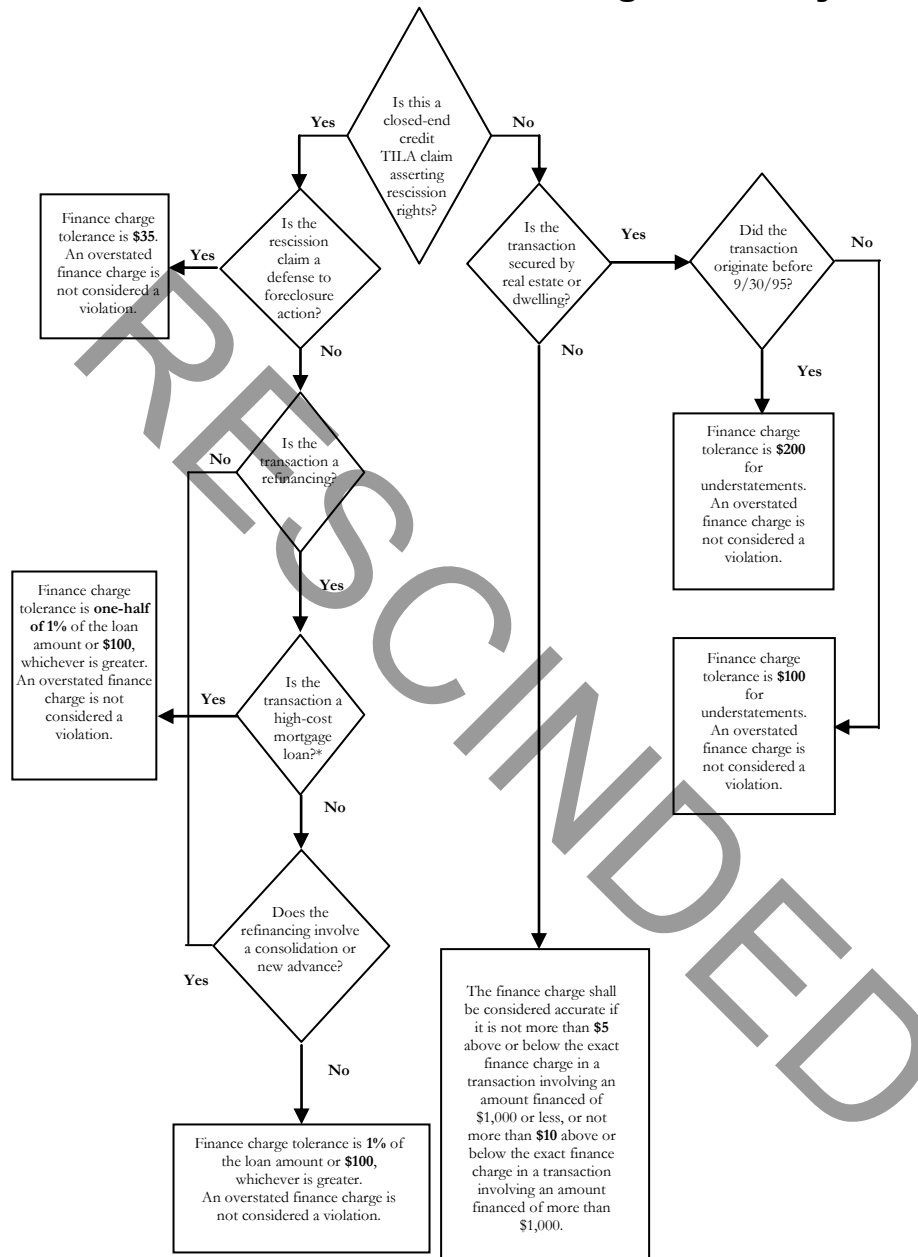 Is this a
closed-end
credit
TILA claim
asserting
rescission
rights?
Yes
No
Is the
rescission
claim a
defense to
foreclosure
action?
Yes
Finance charge
tolerance is $35.
An overstated
finance charge is
not considered a
violation.
No
Is the
transaction
secured by
real estate or
dwelling?
Yes
Did the
transaction
originate before
9/30/95?
No
No
Yes
Finance charge
tolerance is $200
for
understatements.
An overstated
finance charge is
not considered a
violation.
Finance charge
tolerance is $100
for
understatements.
An overstated
finance charge is
not considered a
violation.
Is the
transaction a
refinancing?
No
Yes
Finance charge
tolerance is one-half
of 1% of the loan
amount or $100,
whichever is greater.
An overstated finance
charge is not
considered a
violation.
Yes
Is the
transaction a
high-cost
mortgage
loan?*
No
Does the
refinancing involve
a consolidation or
new advance?
Yes
No
Finance charge tolerance is 1% of
the loan amount or $100,
whichever is greater.
An overstated finance charge is
not considered a violation.
The finance charge shall
be considered accurate if
it is not more than $5
above or below the exact
finance charge in a
transaction involving an
amount financed of
$1,000 or less, or not
more than $10 above or
below the exact finance
charge in a transaction
involving an amount
financed of more than
$1,000.
RESCINDED